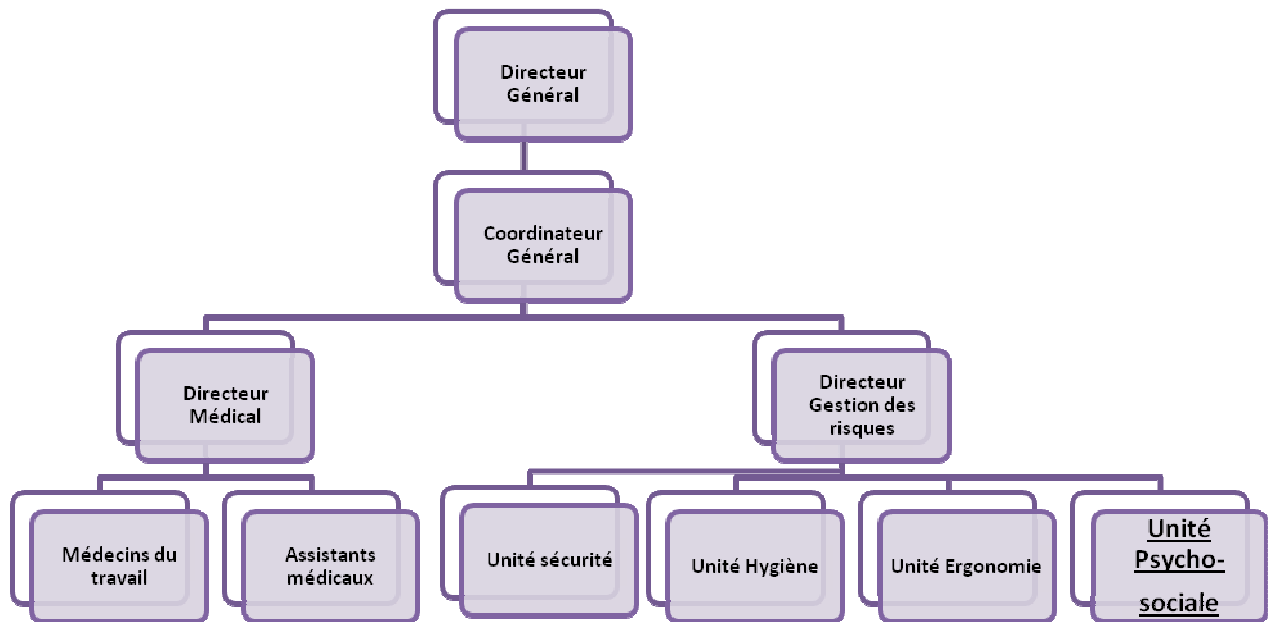 Directeur
Général
Coordinateur
Général
Directeur
Médical
Directeur
Gestion des
risques
Médecins du
travail
Assistants
médicaux
Unité sécurité
Unité Hygiène
Unité Ergonomie
Unité
Psycho-
sociale